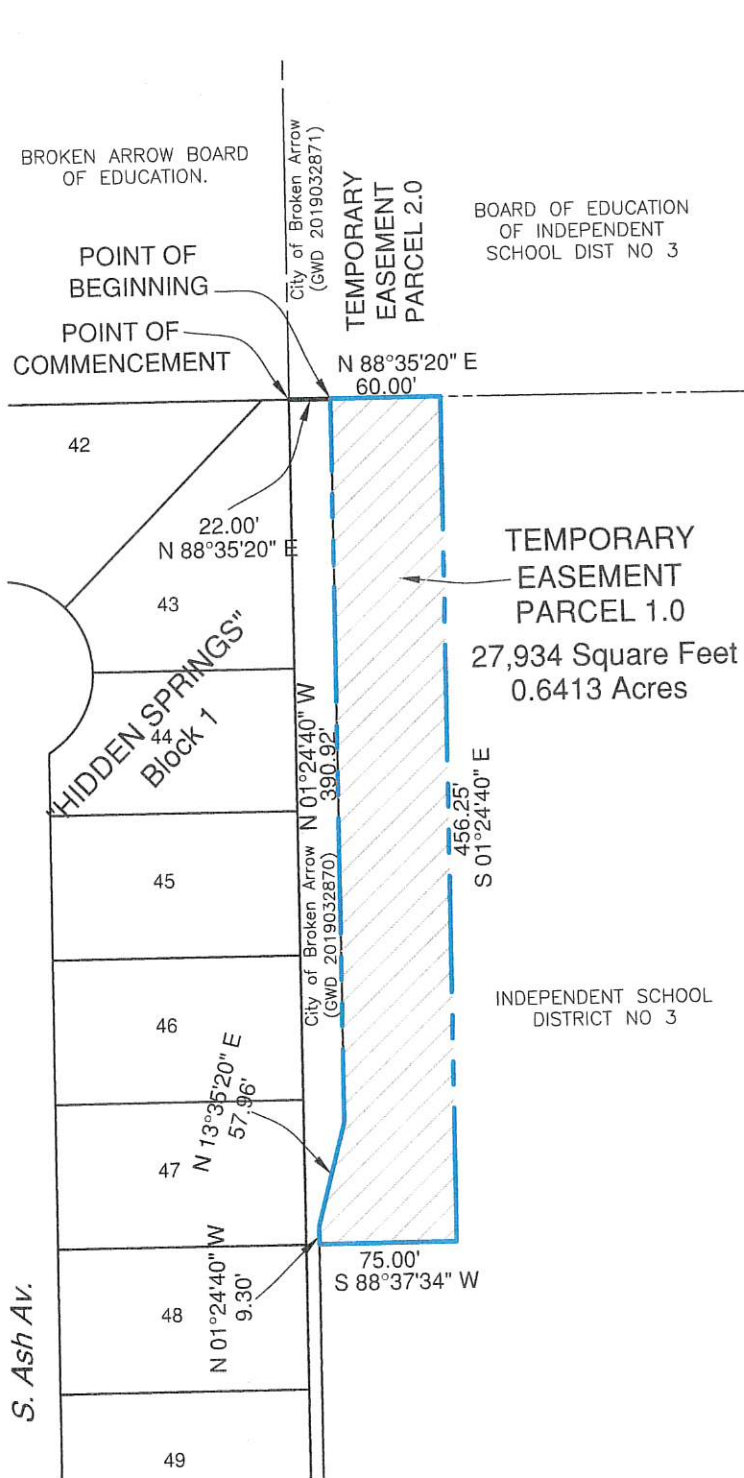 BROKEN ARROW BOARD
OF EDUCATION.
City of Broken Arrow
(GWD 2019032871)
TEMPORARY
EASEMENT
PARCEL 2.0
BOARD OF EDUCATION
OF INDEPENDENT
SCHOOL DIST NO 3
POINT OF
BEGINNING
POINT OF
COMMENCEMENT
N 88°35'20" E
60.00'
42
22.00'
N 88°35'20" E
TEMPORARY
EASEMENT
PARCEL 1.0
27,934 Square Feet
0.6413 Acres
43
"HIDDEN SPRINGS"
Block 1
44
N 01°24'40" W
390.92'
456.25'
S 01°24'40" E
45
City of Broken Arrow
(GWD 2019032870)
INDEPENDENT SCHOOL
DISTRICT NO 3
46
N 13°35'20" E
57.96'
47
N 01°24'40" W
9.30'
75.00'
S 88°37'34" W
48
S. Ash Av.
49